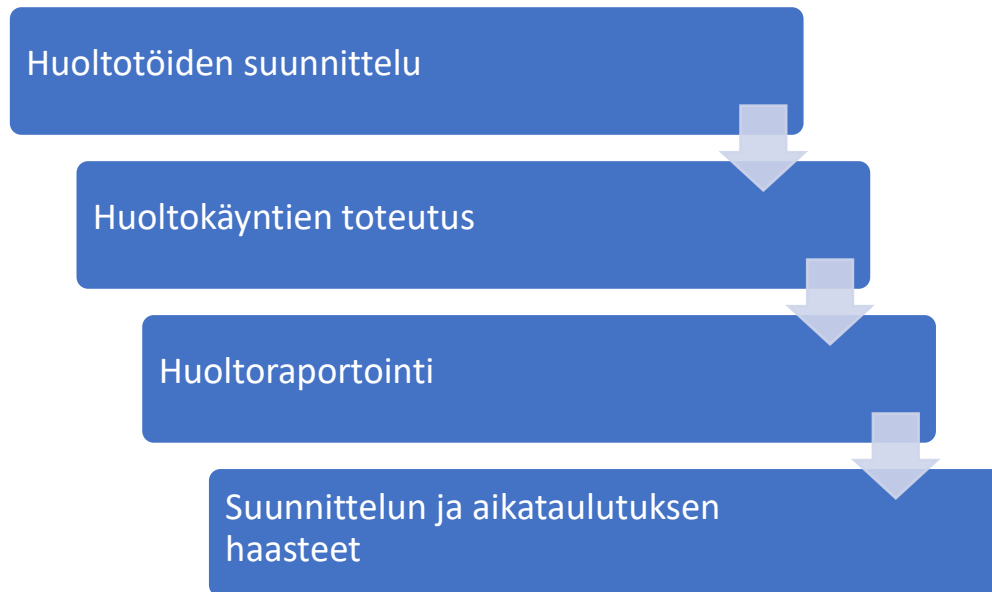 Huoltotöiden suunnittelu
Huoltokäyntien toteutus
Huoltoraportointi
Suunnittelun ja aikataulutuksen
haasteet